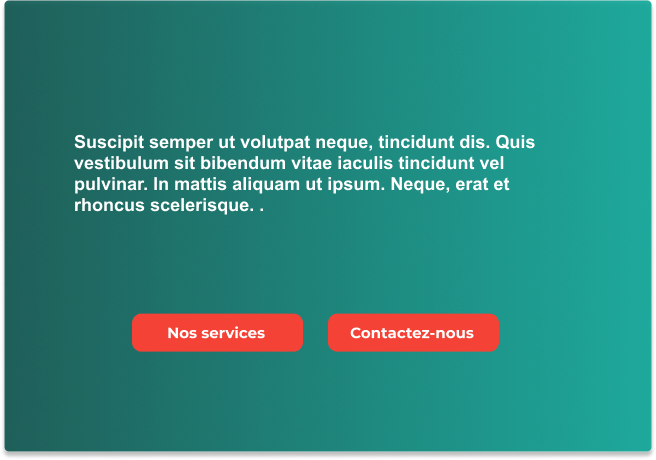 Suscipit semper ut volutpat neque, tincidunt dis. Quis
vestibulum sit bibendum vitae iaculis tincidunt vel
pulvinar. In mattis aliquam ut ipsum. Neque, erat et
rhoncus scelerisque. .
Nos services
Contactez-nous